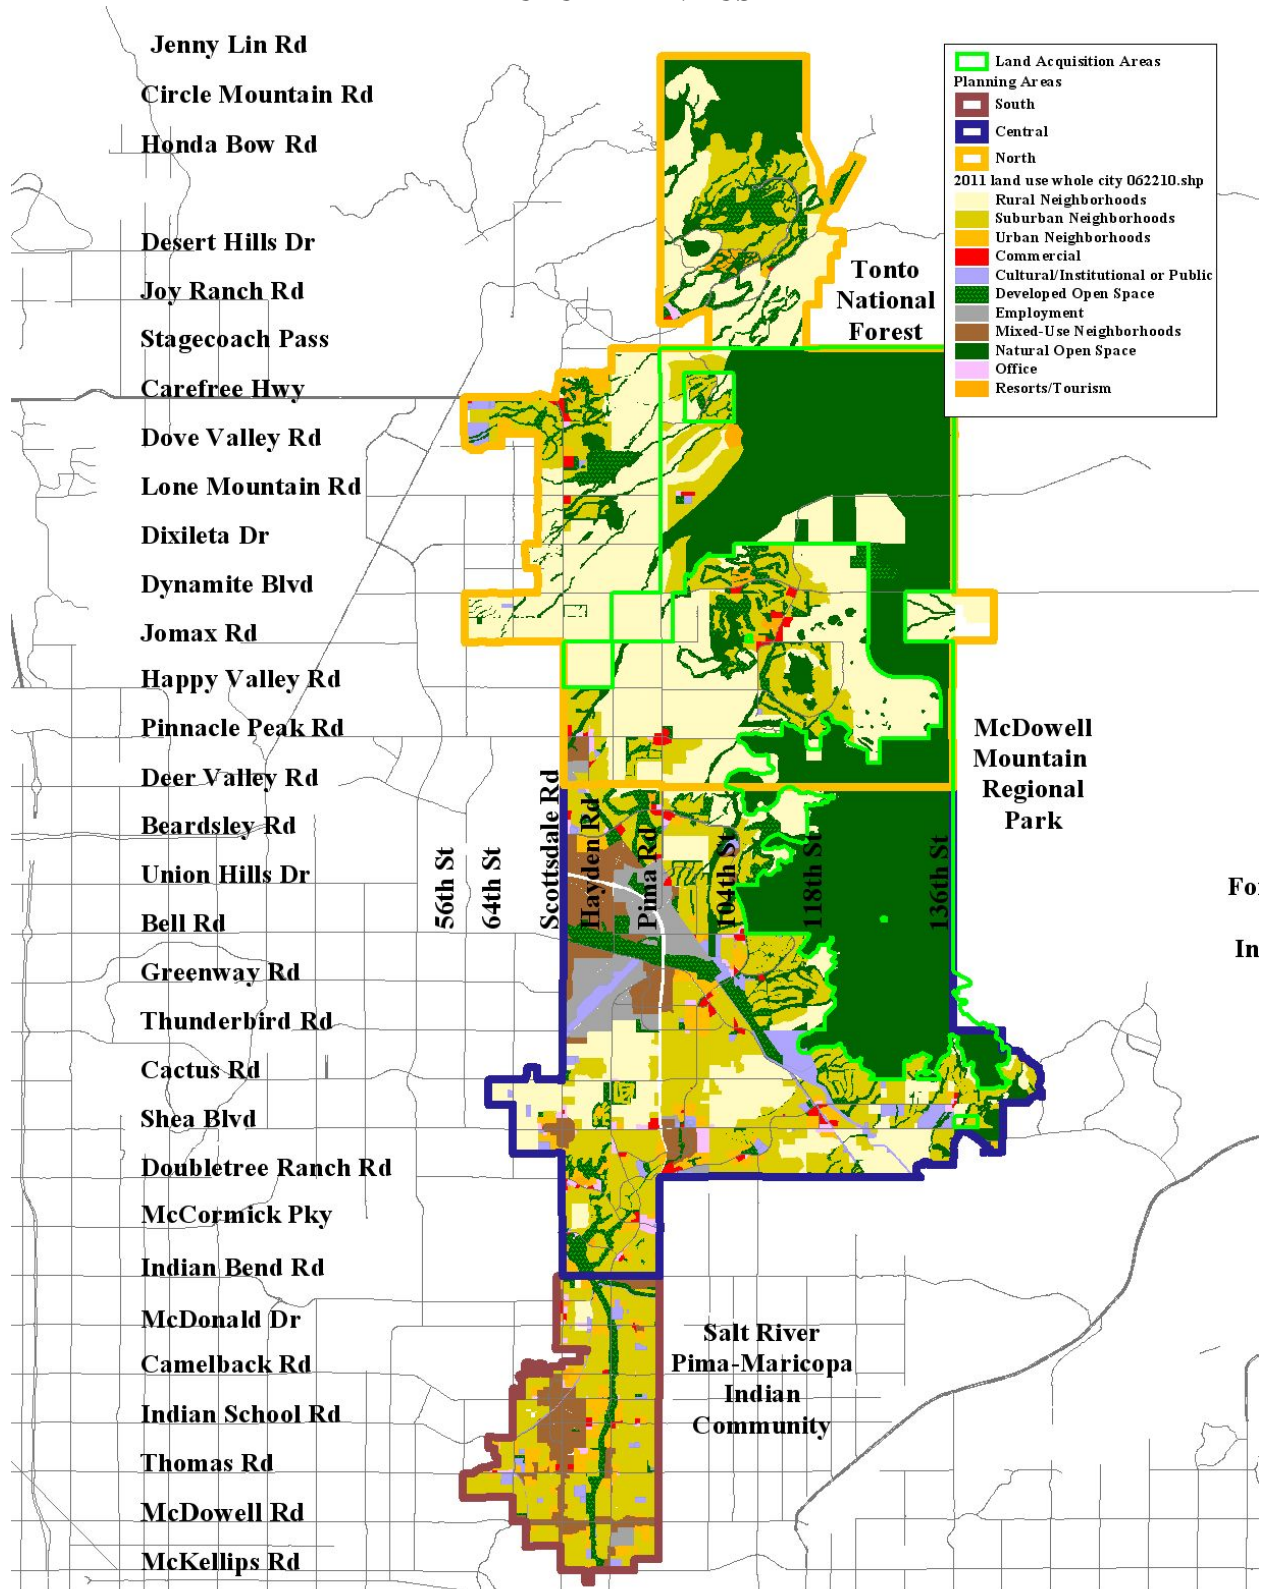 Jenny Lin Rd
Circle Mountain Rd
Honda Bow Rd
Desert Hills Dr
Joy Ranch Rd
Stagecoach Pass
Carefree Hwy
Dove Valley Rd
Lone Mountain Rd
Dixileta Dr
Dynamite Blvd
Jomax Rd
Happy Valley Rd
Pinnacle Peak Rd
Deer Valley Rd
Beardsley Rd
Union Hills Dr
Bell Rd
Greenway Rd
Thunderbird Rd
Cactus Rd
Shea Blvd
Doubletree Ranch Rd
McCormick Pky
Indian Bend Rd
McDonald Dr
Camelback Rd
Indian School Rd
Thomas Rd
McDowell Rd
McKellips Rd
56th St
64th St
Scottsdale Rd
Hayden Rd
Pima Rd
104th St
118th St
136th St
Tonto
National
Forest
McDowell
Mountain
Regional
Park
Salt River
Pima-Maricopa
Indian
Community
Land Acquisition Areas
Planning Areas
South
Central
North
2011 land use whole city 062210.shp
Rural Neighborhoods
Suburban Neighborhoods
Urban Neighborhoods
Commercial
Cultural/Institutional or Public
Developed Open Space
Employment
Mixed-Use Neighborhoods
Natural Open Space
Office
Resorts/Tourism
Fo
In